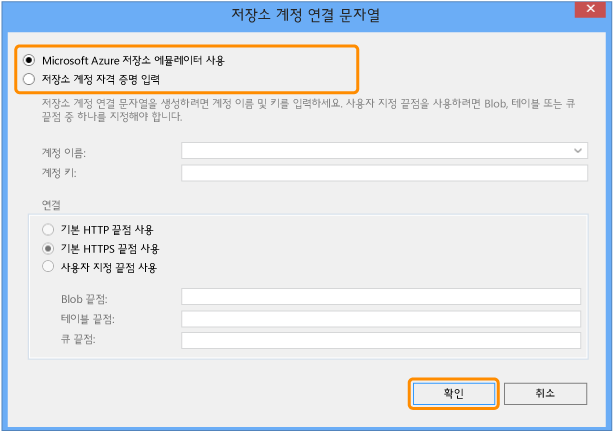 저장소 계정 연결 문자열
Microsoft Azure 저장소 에뮬레이터 사용
저장소 계정 자격 증명 입력
저장소 계정 연결 문자열을 생성하려면 계정 이름 및 키를 입력하세요. 사용자 지정 끝점을 사용하려면 Blob, 테이블 또는 큐
끝점 중 하나를 지정해야 합니다.
계정 이름:
계정 키:
연결
기본 HTTP 끝점 사용
기본 HTTPS 끝점 사용
사용자 지정 끝점 사용
Blob 끝점:
테이블 끝점:
큐 끝점:
확인 취소